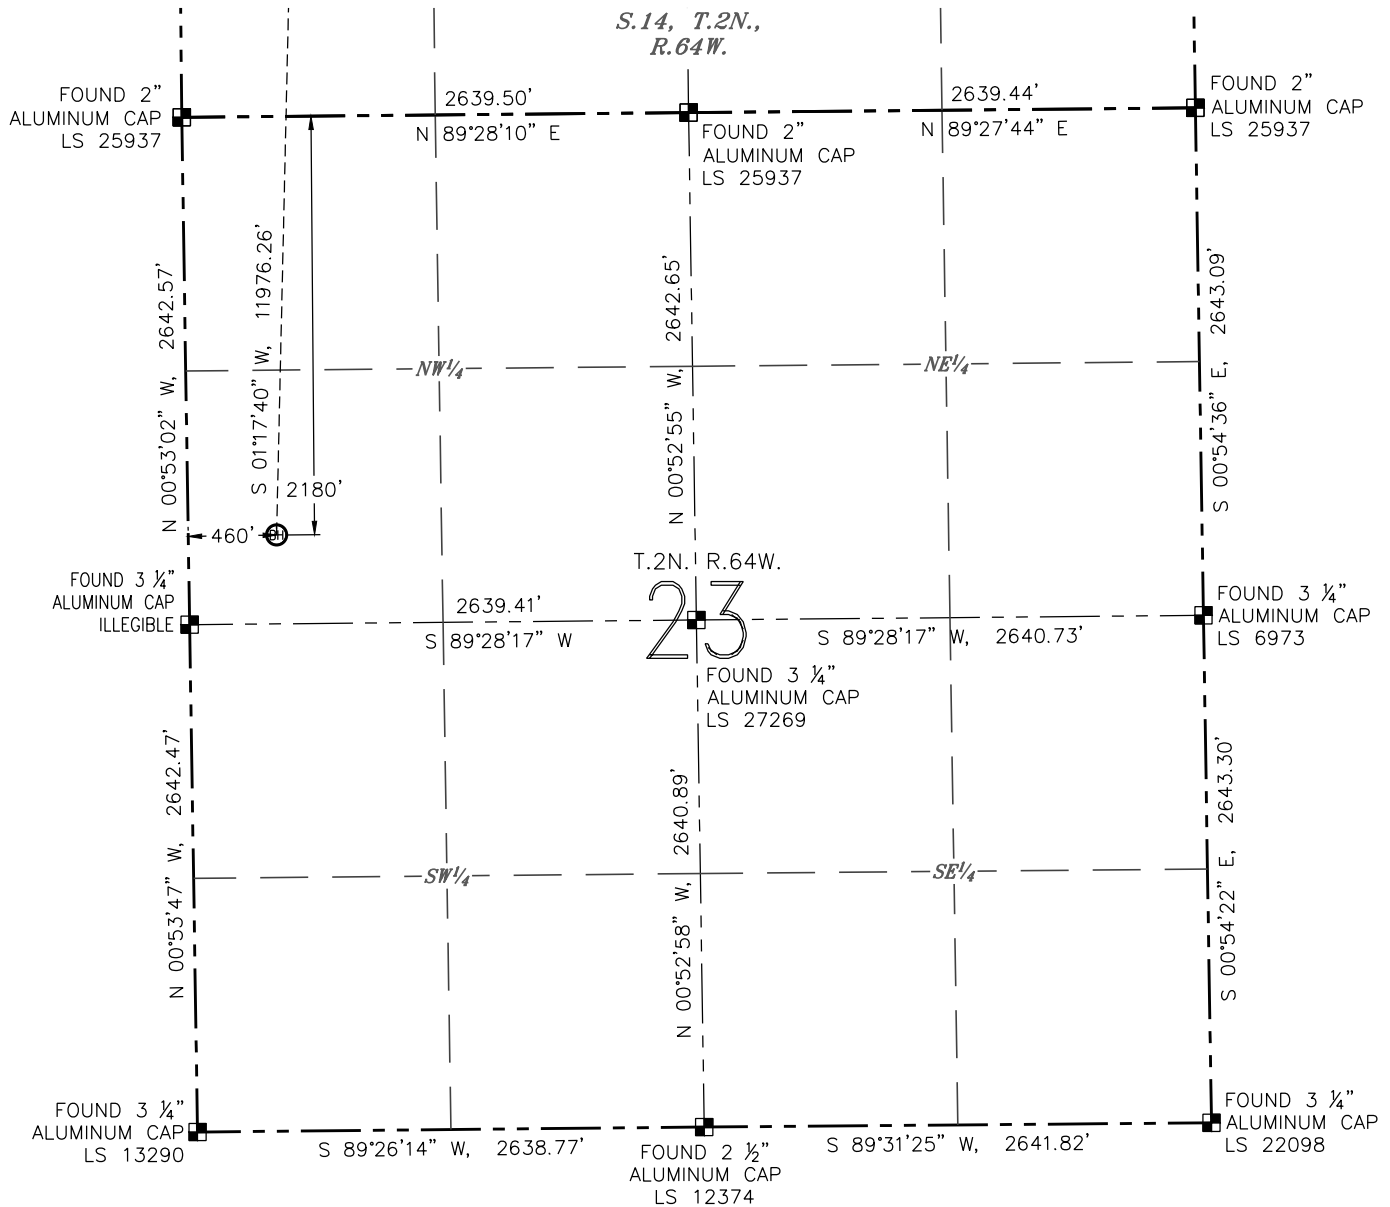 S.14, T.2N.,
R.64W.
FOUND 2”
ALUMINUM CAP
LS 25937
2639.50'
N 89°28'10” E
FOUND 2”
ALUMINUM CAP
LS 25937
2639.44'
N 89°27'44” E
FOUND 2”
ALUMINUM CAP
LS 25937
N 00°53'02” W, 2642.57'
S 01°17'40” W, 11976.26'
2180'
460'
BH
NW¼
N 00°52'55” W, 2642.65'
NE¼
S 00°54'36” E, 2643.09'
T.2N. R.64W.
23
FOUND 3 ¼”
ALUMINUM CAP
ILLEGIBLE
2639.41'
S 89°28'17” W
FOUND 3 ¼”
ALUMINUM CAP
LS 27269
S 89°28'17” W, 2640.73'
FOUND 3 ¼”
ALUMINUM CAP
LS 6973
N 00°53'47” W, 2642.47'
SW¼
N 00°52'58” W, 2640.89'
SE¼
S 00°54'22” E, 2643.30'
FOUND 3 ¼”
ALUMINUM CAP
LS 13290
S 89°26'14” W, 2638.77'
FOUND 2 ½”
ALUMINUM CAP
LS 12374
S 89°31'25” W, 2641.82'
FOUND 3 ¼”
ALUMINUM CAP
LS 22098